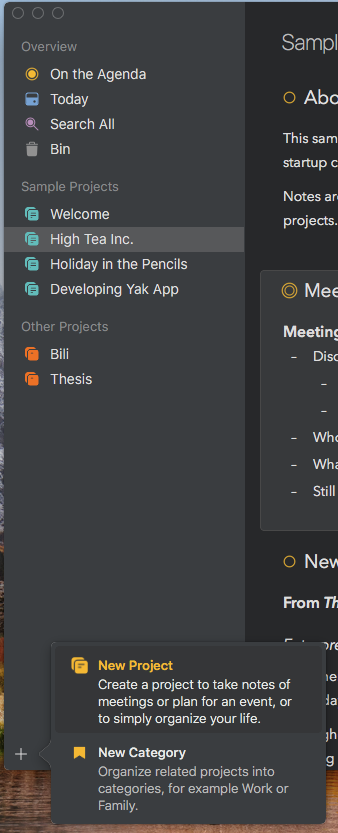 Overview
On the Agenda
Today
Search All
Bin
Sample Projects
Welcome
High Tea Inc.
Holiday in the Pencils
Developing Yak App
Other Projects
Bili
Thesis
Sampl
Abo
This sam
startup c
Notes are
projects.
Mee
Meeting
- Disc
-
-
- Who
- Wha
- Still
New
From Th
New Project
Create a project to take notes of
meetings or plan for an event, or
to simply organize your life.
New Category
Organize related projects into
categories, for example Work or
Family.